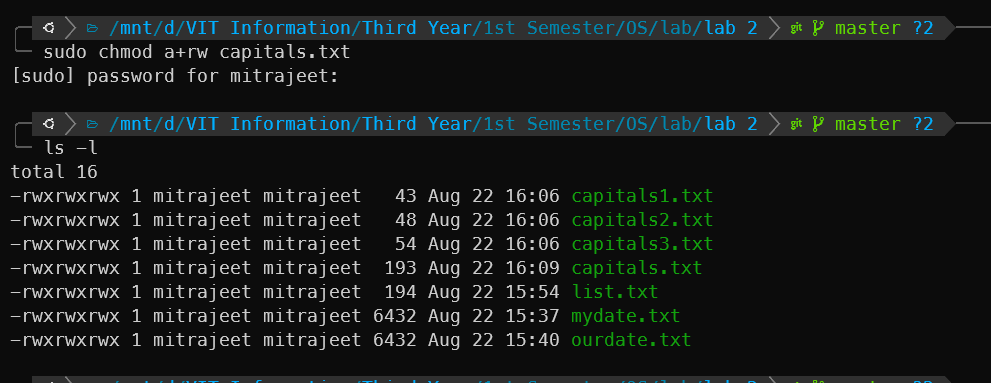 /mnt/d/VIT Information/Third Year/1st Semester/OS/lab/lab 2 git master ?2
sudo chmod a+rw capitals.txt
[sudo] password for mitrajeet:
/mnt/d/VIT Information/Third Year/1st Semester/OS/lab/lab 2 git master ?2
ls -l
total 16
-rwxrwxrwx 1 mitrajeet mitrajeet   43 Aug 22 16:06 capitals1.txt
-rwxrwxrwx 1 mitrajeet mitrajeet   48 Aug 22 16:06 capitals2.txt
-rwxrwxrwx 1 mitrajeet mitrajeet   54 Aug 22 16:06 capitals3.txt
-rwxrwxrwx 1 mitrajeet mitrajeet  193 Aug 22 16:09 capitals.txt
-rwxrwxrwx 1 mitrajeet mitrajeet  194 Aug 22 15:54 list.txt
-rwxrwxrwx 1 mitrajeet mitrajeet 6432 Aug 22 15:37 mydate.txt
-rwxrwxrwx 1 mitrajeet mitrajeet 6432 Aug 22 15:40 ourdate.txt